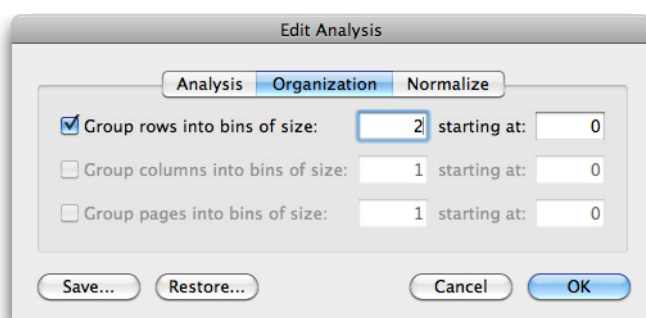 Edit Analysis
Analysis Organization Normalize
Group rows into bins of size: 2 starting at: 0
Group columns into bins of size: 1 starting at: 0
Group pages into bins of size: 1 starting at: 0
Save... Restore... Cancel OK